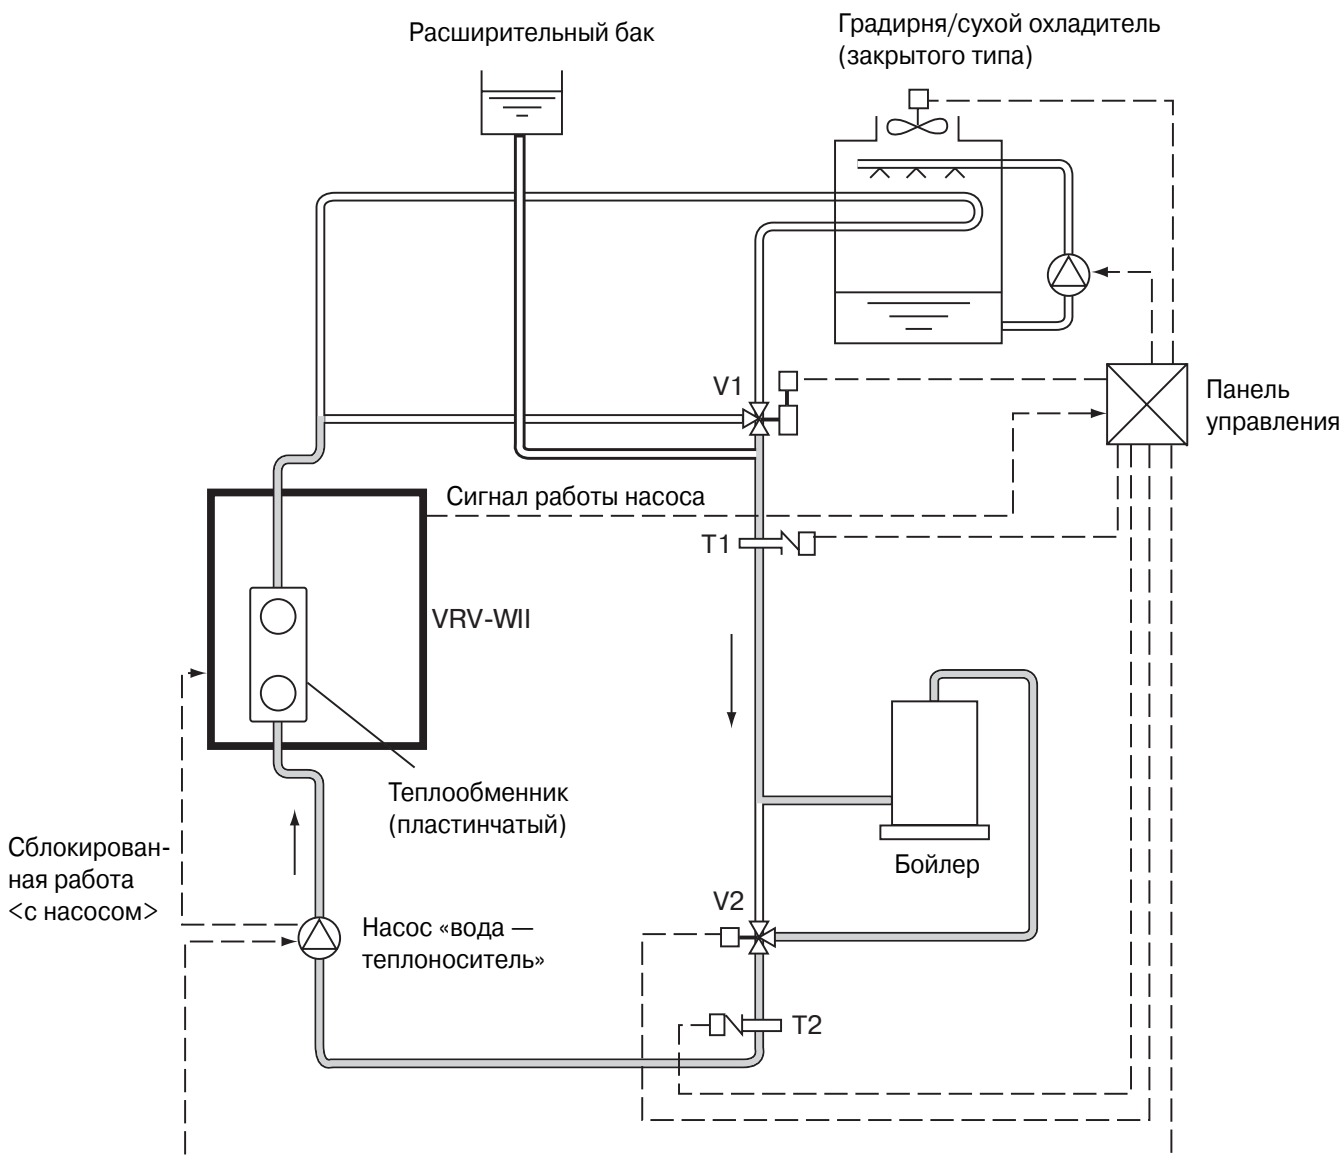 Расширительный бак
Градирня/сухой охладитель
(закрытого типа)
V1
Панель
управления
Сигнал работы насоса
T1
VRV-WII
Теплообменник
(пластинчатый)
Сблокирован-
ная работа
<с насосом>
Бойлер
V2
Насос «вода —
теплоноситель»
T2